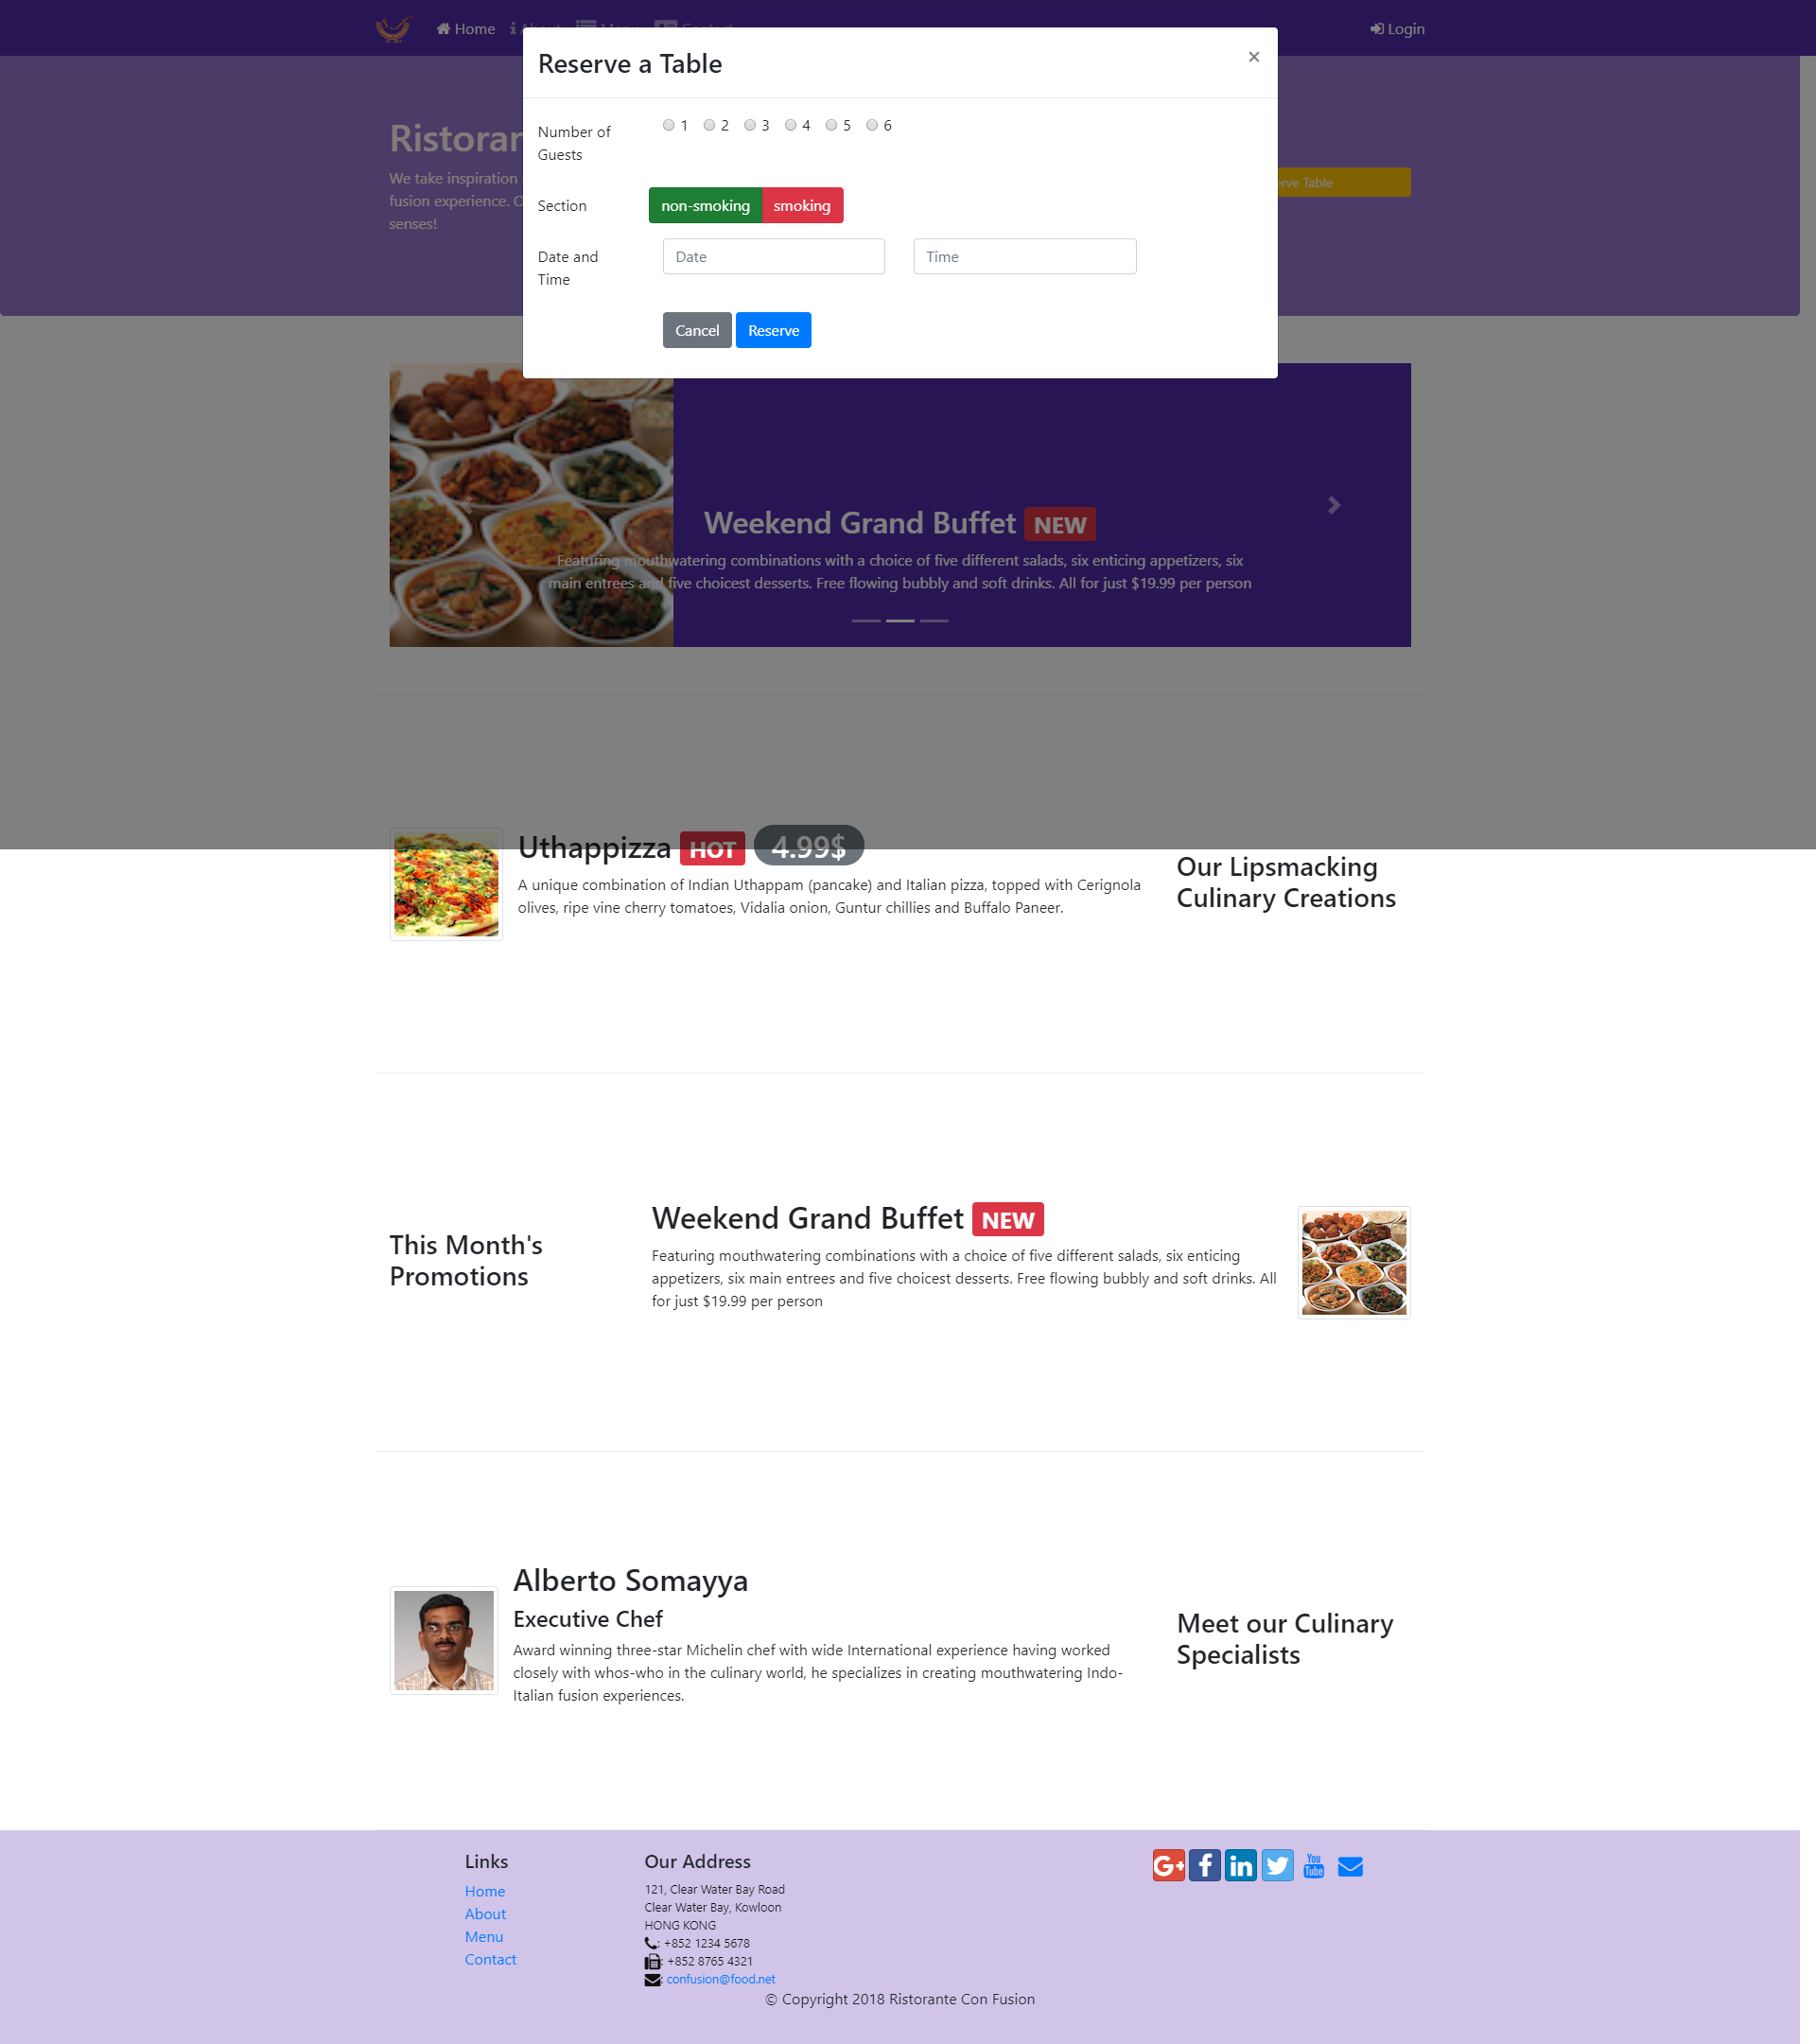 Home
About
Menu
Contact
Login
Reserve a Table
×
Number of
Guests
1 2 3 4 5 6
Section
non-smoking
smoking
Date and
Time
Date
Time
Cancel
Reserve
We take inspiration
fusion experience.
senses!
Table
Weekend Grand Buffet NEW
Featuring mouthwatering combinations with a choice of five different salads, six enticing appetizers, six
main entrees and five choicest desserts. Free flowing bubbly and soft drinks. All for just $19.99 per person
Uthappizza HOT 4.99$
A unique combination of Indian Uthappam (pancake) and Italian pizza, topped with Cerignola
olives, ripe vine cherry tomatoes, Vidalia onion, Guntur chillies and Buffalo Paneer.
Our Lipsmacking
Culinary Creations
This Month's
Promotions
Weekend Grand Buffet NEW
Featuring mouthwatering combinations with a choice of five different salads, six enticing
appetizers, six main entrees and five choicest desserts. Free flowing bubbly and soft drinks. All
for just $19.99 per person
Alberto Somayya
Executive Chef
Award winning three-star Michelin chef with wide International experience having worked
closely with whos-who in the culinary world, he specializes in creating mouthwatering Indo-
Italian fusion experiences.
Meet our Culinary
Specialists
Links
Home
About
Menu
Contact
Our Address
121, Clear Water Bay Road
Clear Water Bay, Kowloon
HONG KONG
: +852 1234 5678
: +852 8765 4321
: confusion@food.net
G+ f in You Tube
© Copyright 2018 Ristorante Con Fusion